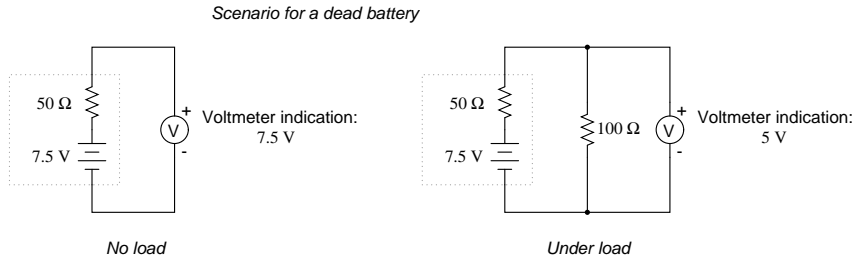 Scenario for a dead battery
50 Ω
7.5 V
V
+
-
Voltmeter indication:
7.5 V
No load
50 Ω
7.5 V
100 Ω
V
+
-
Voltmeter indication:
5 V
Under load